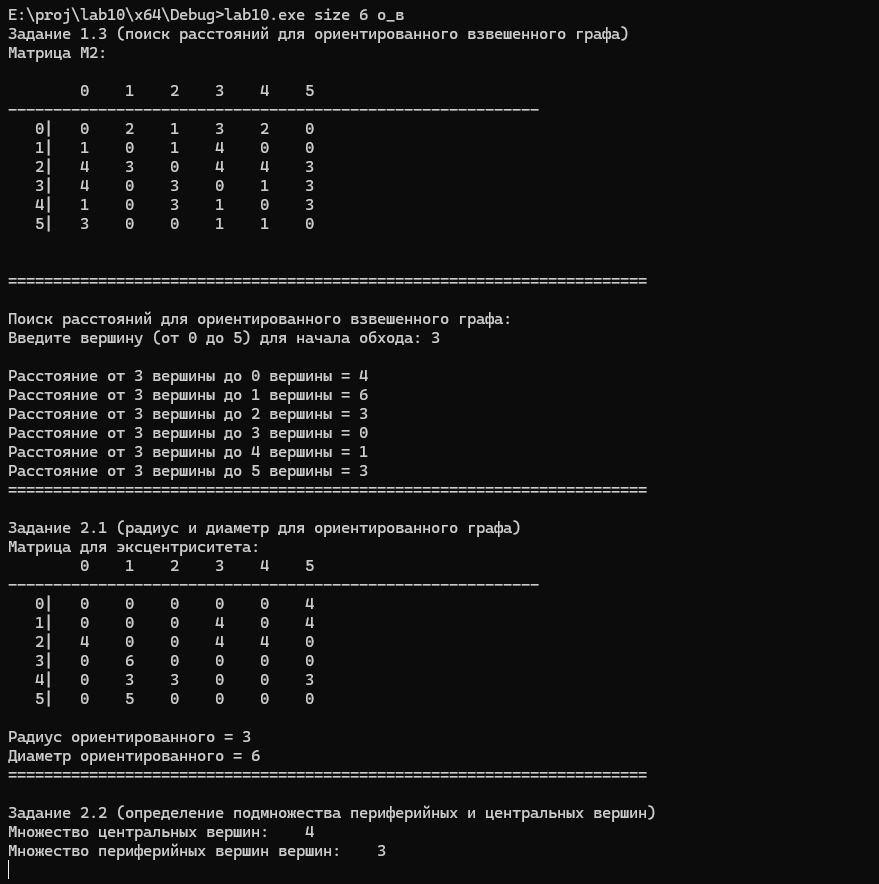 E:\proj\lab10\x64\Debug>lab10.exe size 6 o_в
Задание 1.3 (поиск расстояний для ориентированного взвешенного графа)
Матрица M2:
0 1 2 3 4 5
0| 0 2 1 3 2 0
1| 1 0 1 4 0 0
2| 4 3 0 4 4 3
3| 4 0 3 0 1 3
4| 1 0 3 1 0 3
5| 3 0 0 1 1 0
Поиск расстояний для ориентированного взвешенного графа:
Введите вершину (от 0 до 5) для начала обхода: 3
Расстояние от 3 вершины до 0 вершины = 4
Расстояние от 3 вершины до 1 вершины = 6
Расстояние от 3 вершины до 2 вершины = 3
Расстояние от 3 вершины до 3 вершины = 0
Расстояние от 3 вершины до 4 вершины = 1
Расстояние от 3 вершины до 5 вершины = 3
Задание 2.1 (радиус и диаметр для ориентированного графа)
Матрица для эксцентриситета:
0 1 2 3 4 5
0| 0 0 0 0 0 4
1| 0 0 0 4 0 4
2| 4 0 0 4 4 0
3| 0 6 0 0 0 0
4| 0 3 3 0 0 3
5| 0 5 0 0 0 0
Радиус ориентированного = 3
Диаметр ориентированного = 6
Задание 2.2 (определение подмножества периферийных и центральных вершин)
Множество центральных вершин: 4
Множество периферийных вершин вершин: 3